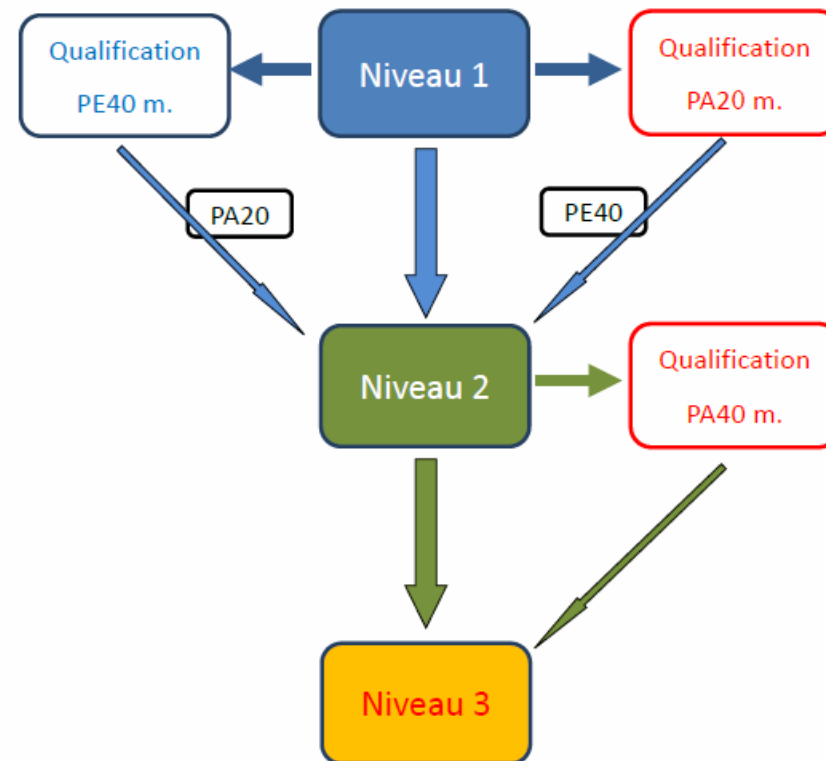 Qualification
PE40 m.
Niveau 1
Qualification
PA20 m.
PA20
PE40
Niveau 2
Qualification
PA40 m.
Niveau 3